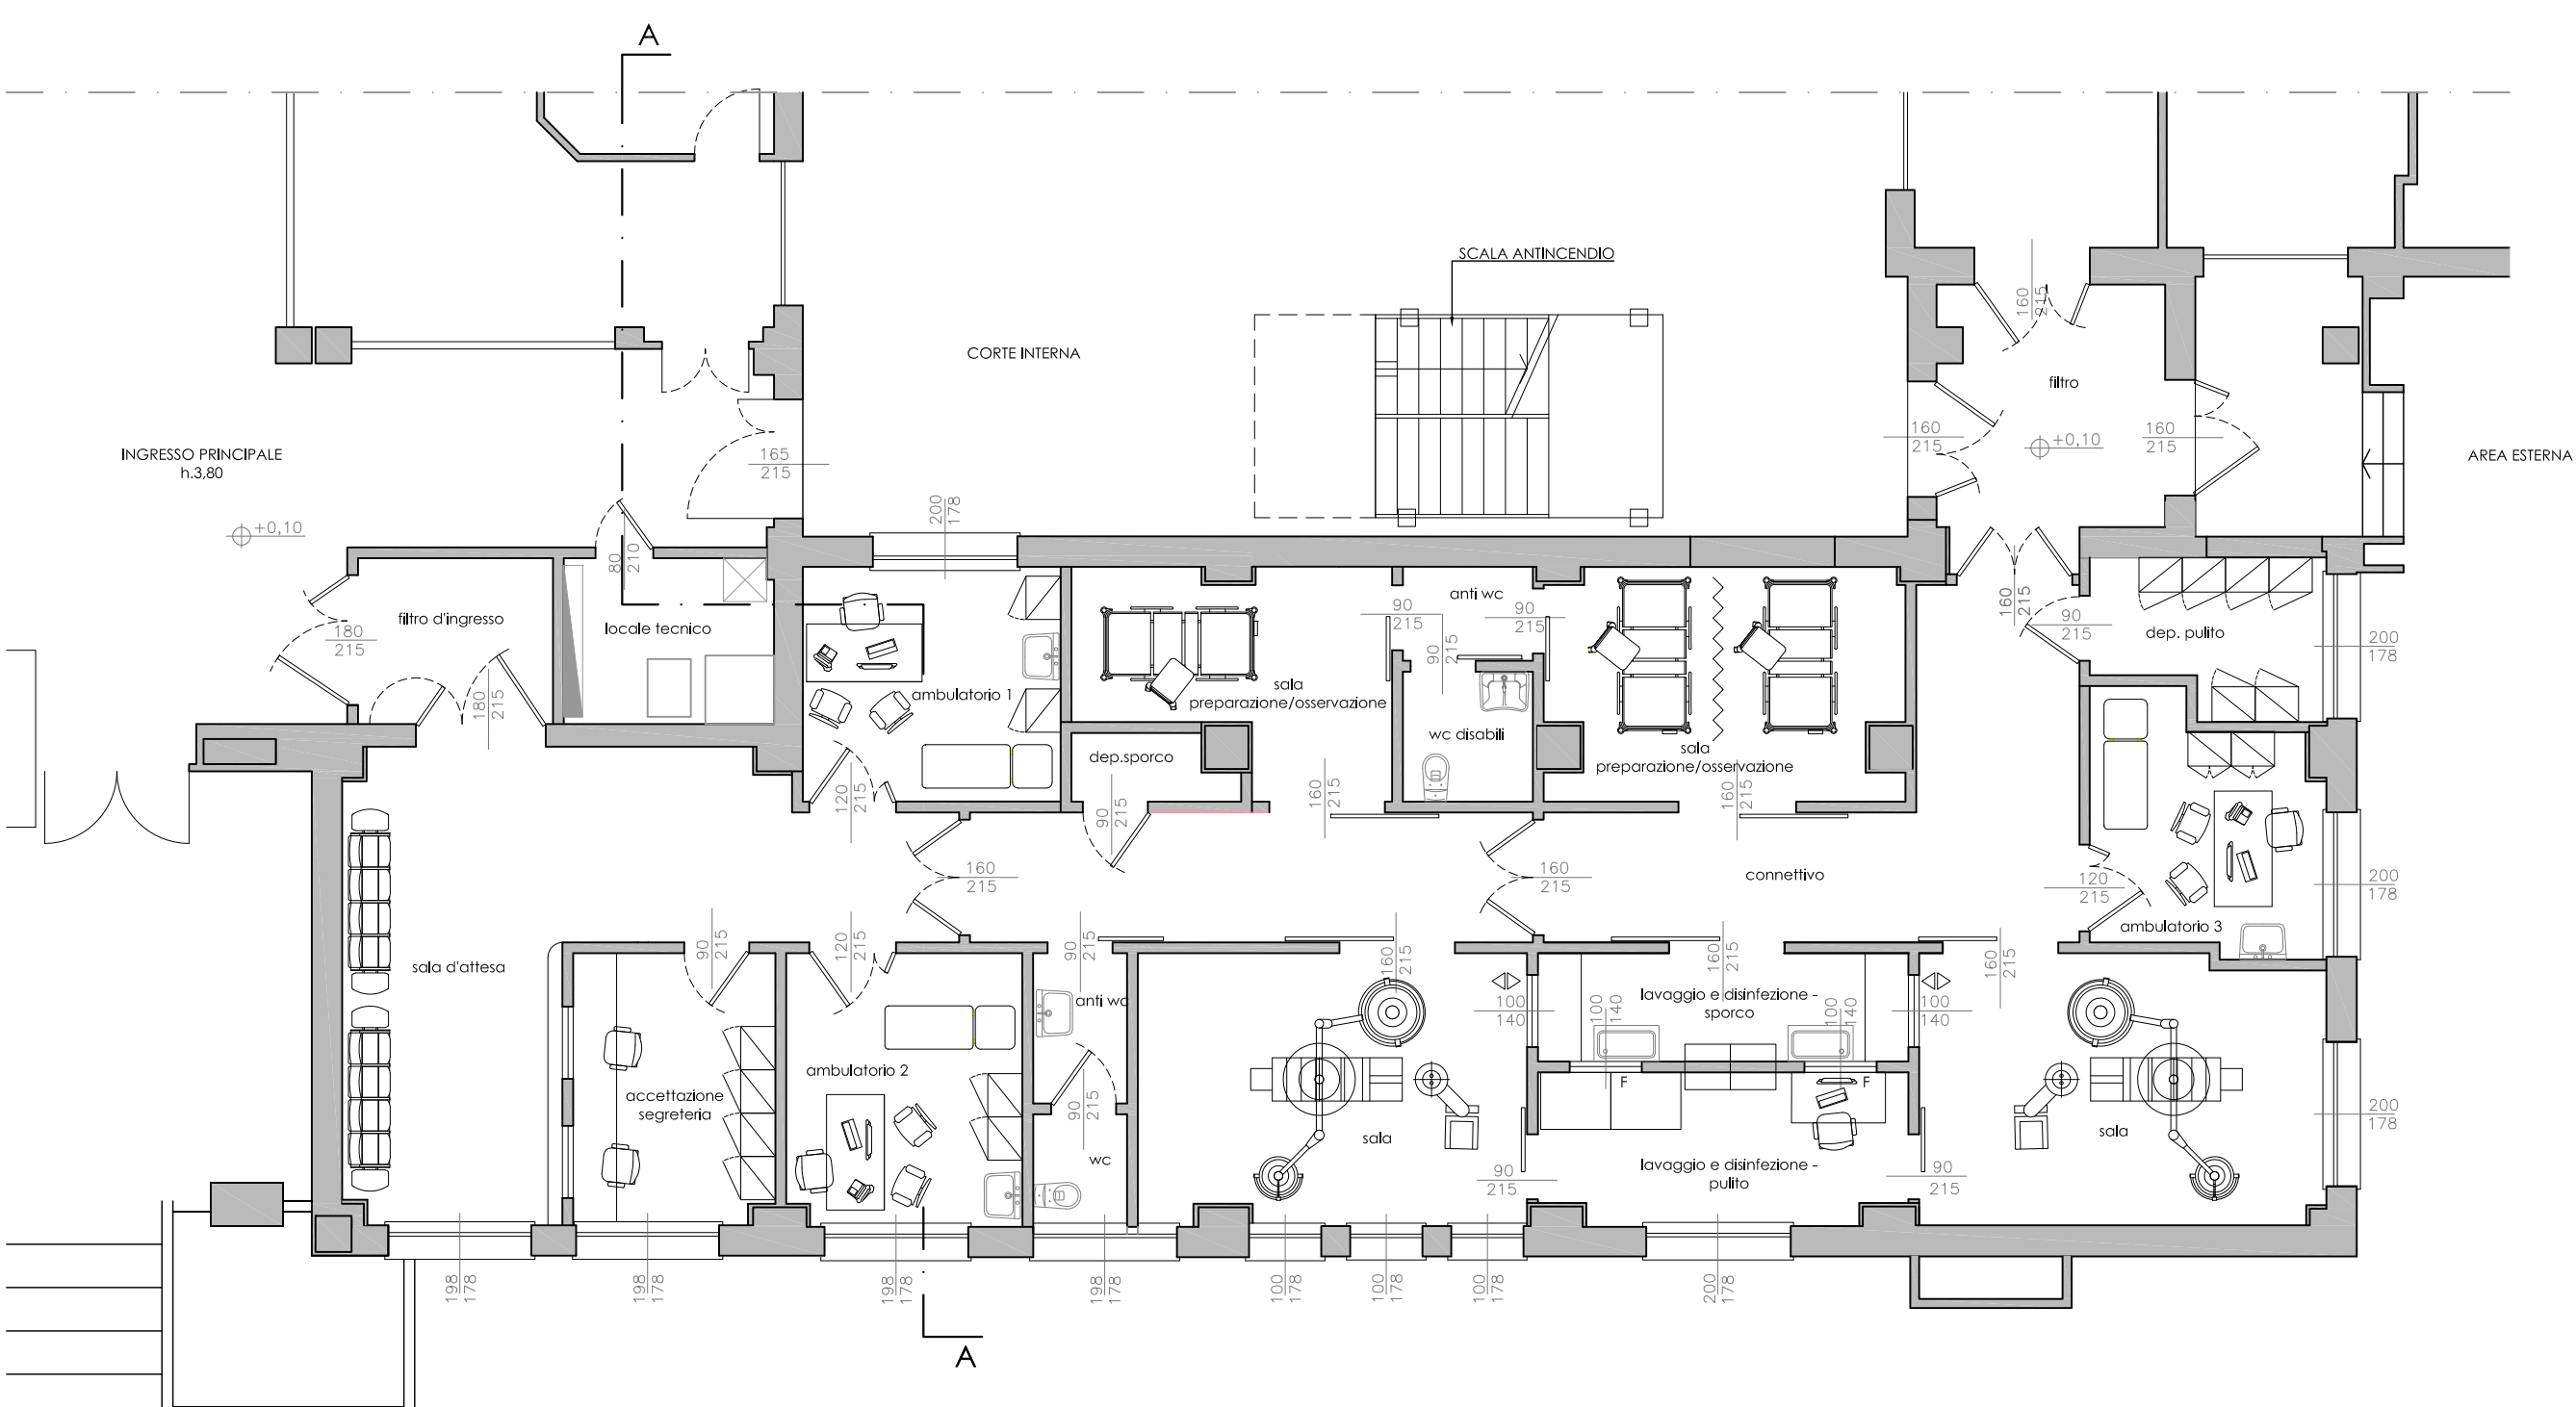 A
SCALA ANTINCENDIO
CORTE INTERNA
160
215
filtro
INGRESSO PRINCIPALE
h.3,80
165
215
160
215
+0,10
160
215
AREA ESTERNA
+0,10
200
178
80
210
filtro d'ingresso
180
215
locale tecnico
180
215
ambulatorio 1
sala
preparazione/osservazione
90
215
anti wc
90
215
90
215
wc disabili
sala
preparazione/osservazione
160
215
90
215
dep. pulito
200
178
dep.sporco
120
215
90
215
160
215
160
215
160
215
160
215
connettivo
120
215
200
178
ambulatorio 3
sala d'attesa
90
215
120
215
90
215
160
215
160
215
160
215
anti wc
lavaggio e disinfezione -
sporco
100
140
100
140
100
140
100
140
ambulatorio 2
accettazione
segreteria
90
215
F
F
200
178
sala
sala
wc
lavaggio e disinfezione -
pulito
90
215
90
215
198
178
198
178
198
178
198
178
100
178
100
178
100
178
200
178
A